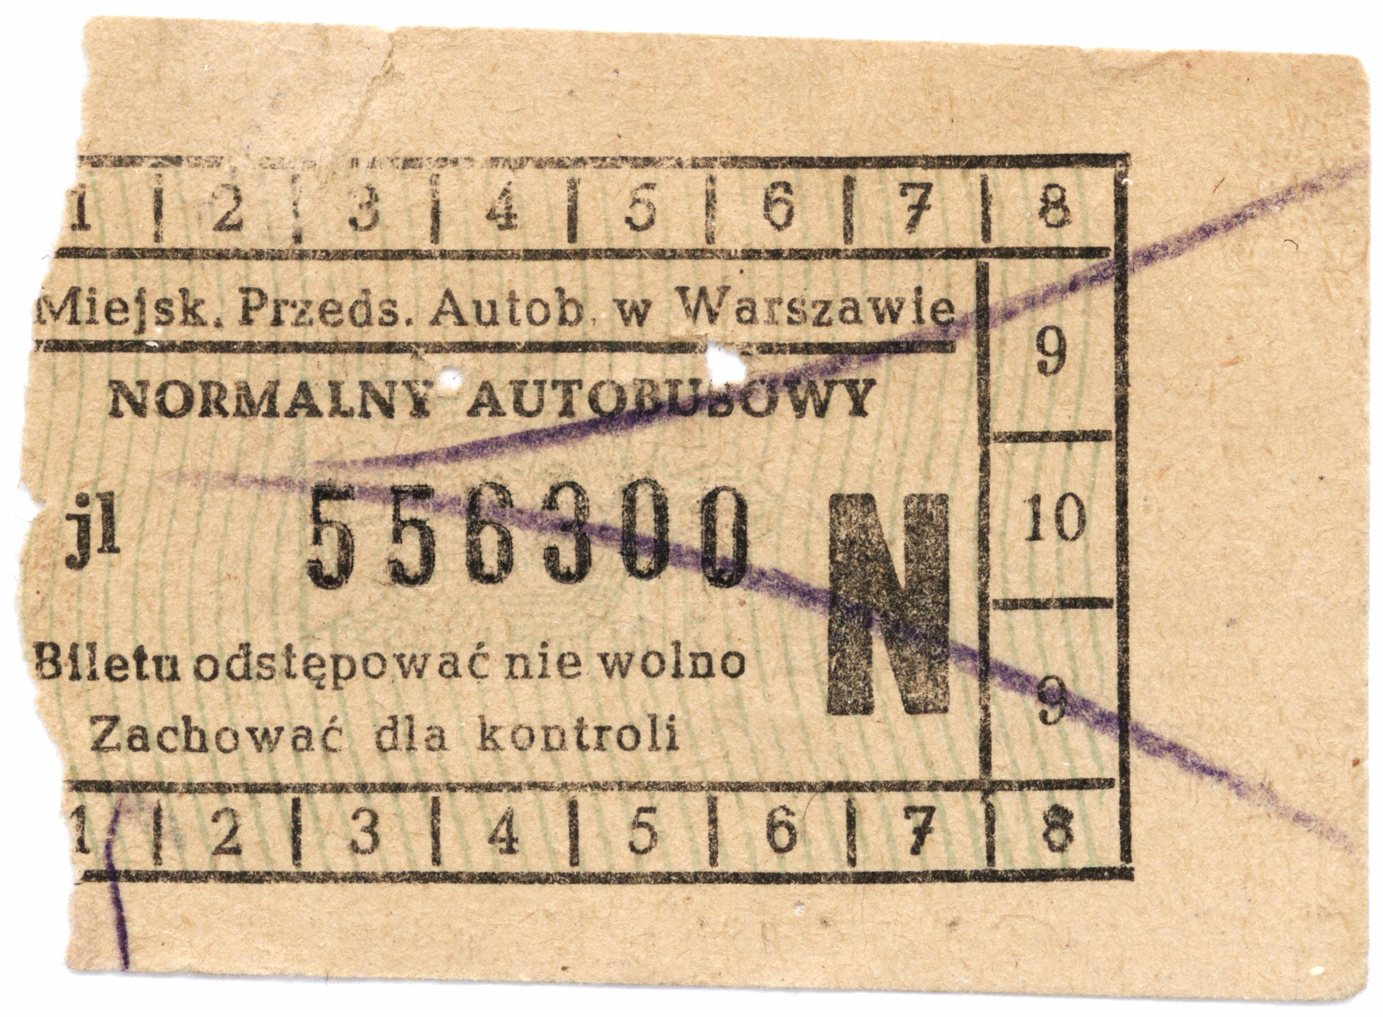 1 | 2 | 3 | 4 | 5 | 6 | 7 | 8
Miejsk. Przeds. Autob. w Warszawie
9
NORMALNY AUTOBUSOWY
jl 556300 N
10
Biletu odstępować nie wolno
9
Zachować dla kontroli
1 | 2 | 3 | 4 | 5 | 6 | 7 | 8